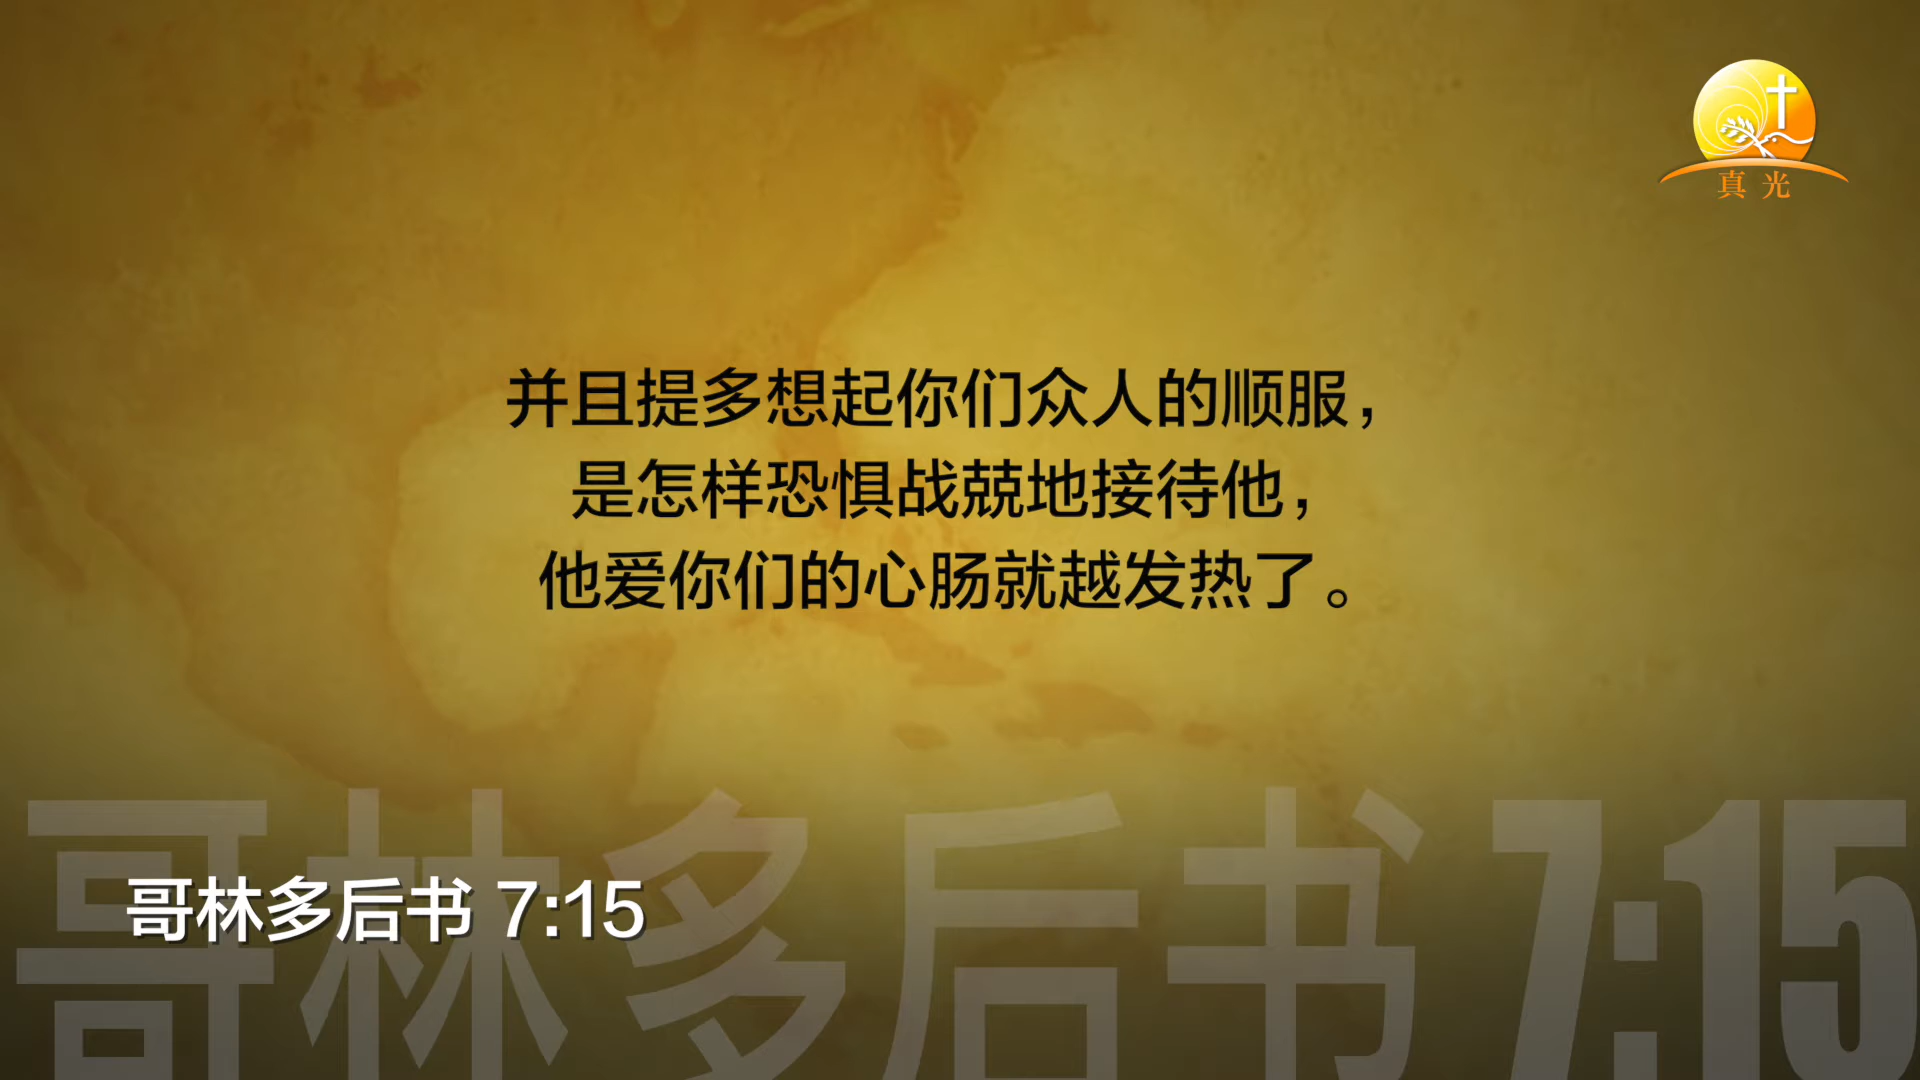 真光
并且提多想起你们众人的顺服，
是怎样恐惧战兢地接待他，
他爱你们的心肠就越发热了。
哥林多后书 7:15
哥林多后书 7:15